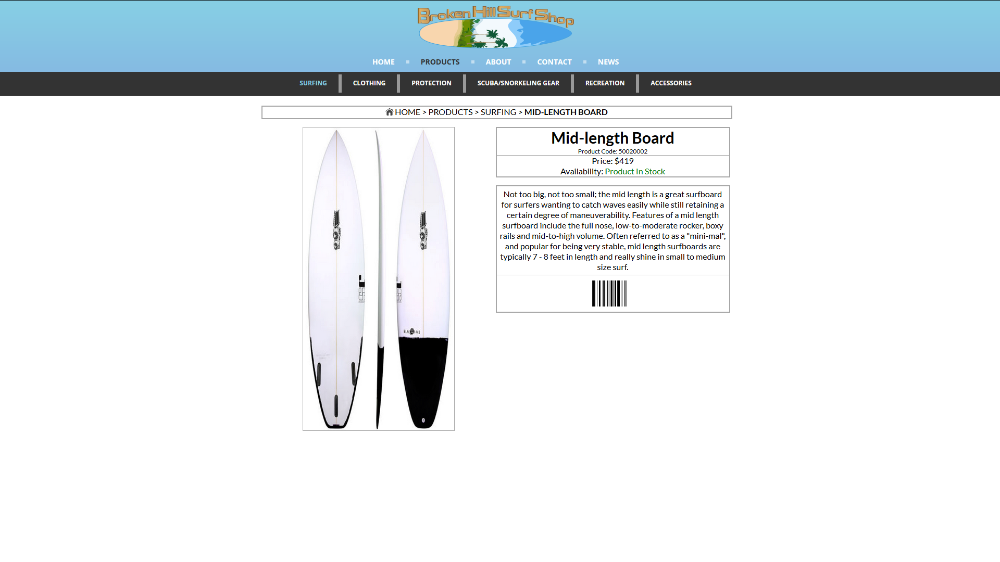 Broken Hill Surf Shop
HOME PRODUCTS ABOUT CONTACT NEWS
SURFING CLOTHING PROTECTION SCUBA/SNORKELING GEAR RECREATION ACCESSORIES
HOME > PRODUCTS > SURFING > MID-LENGTH BOARD
Mid-length Board
Product Code: 50020002
Price: $419
Availability: Product In Stock
Not too big, not too small; the mid length is a great surfboard
for surfers wanting to catch waves easily while still retaining a
certain degree of maneuverability. Features of a mid length
surfboard include the full nose, low-to-moderate rocker, boxy
rails and mid-to-high volume. Often referred to as a "mini-mal",
and popular for being very stable, mid length surfboards are
typically 7 - 8 feet in length and really shine in small to medium
size surf.